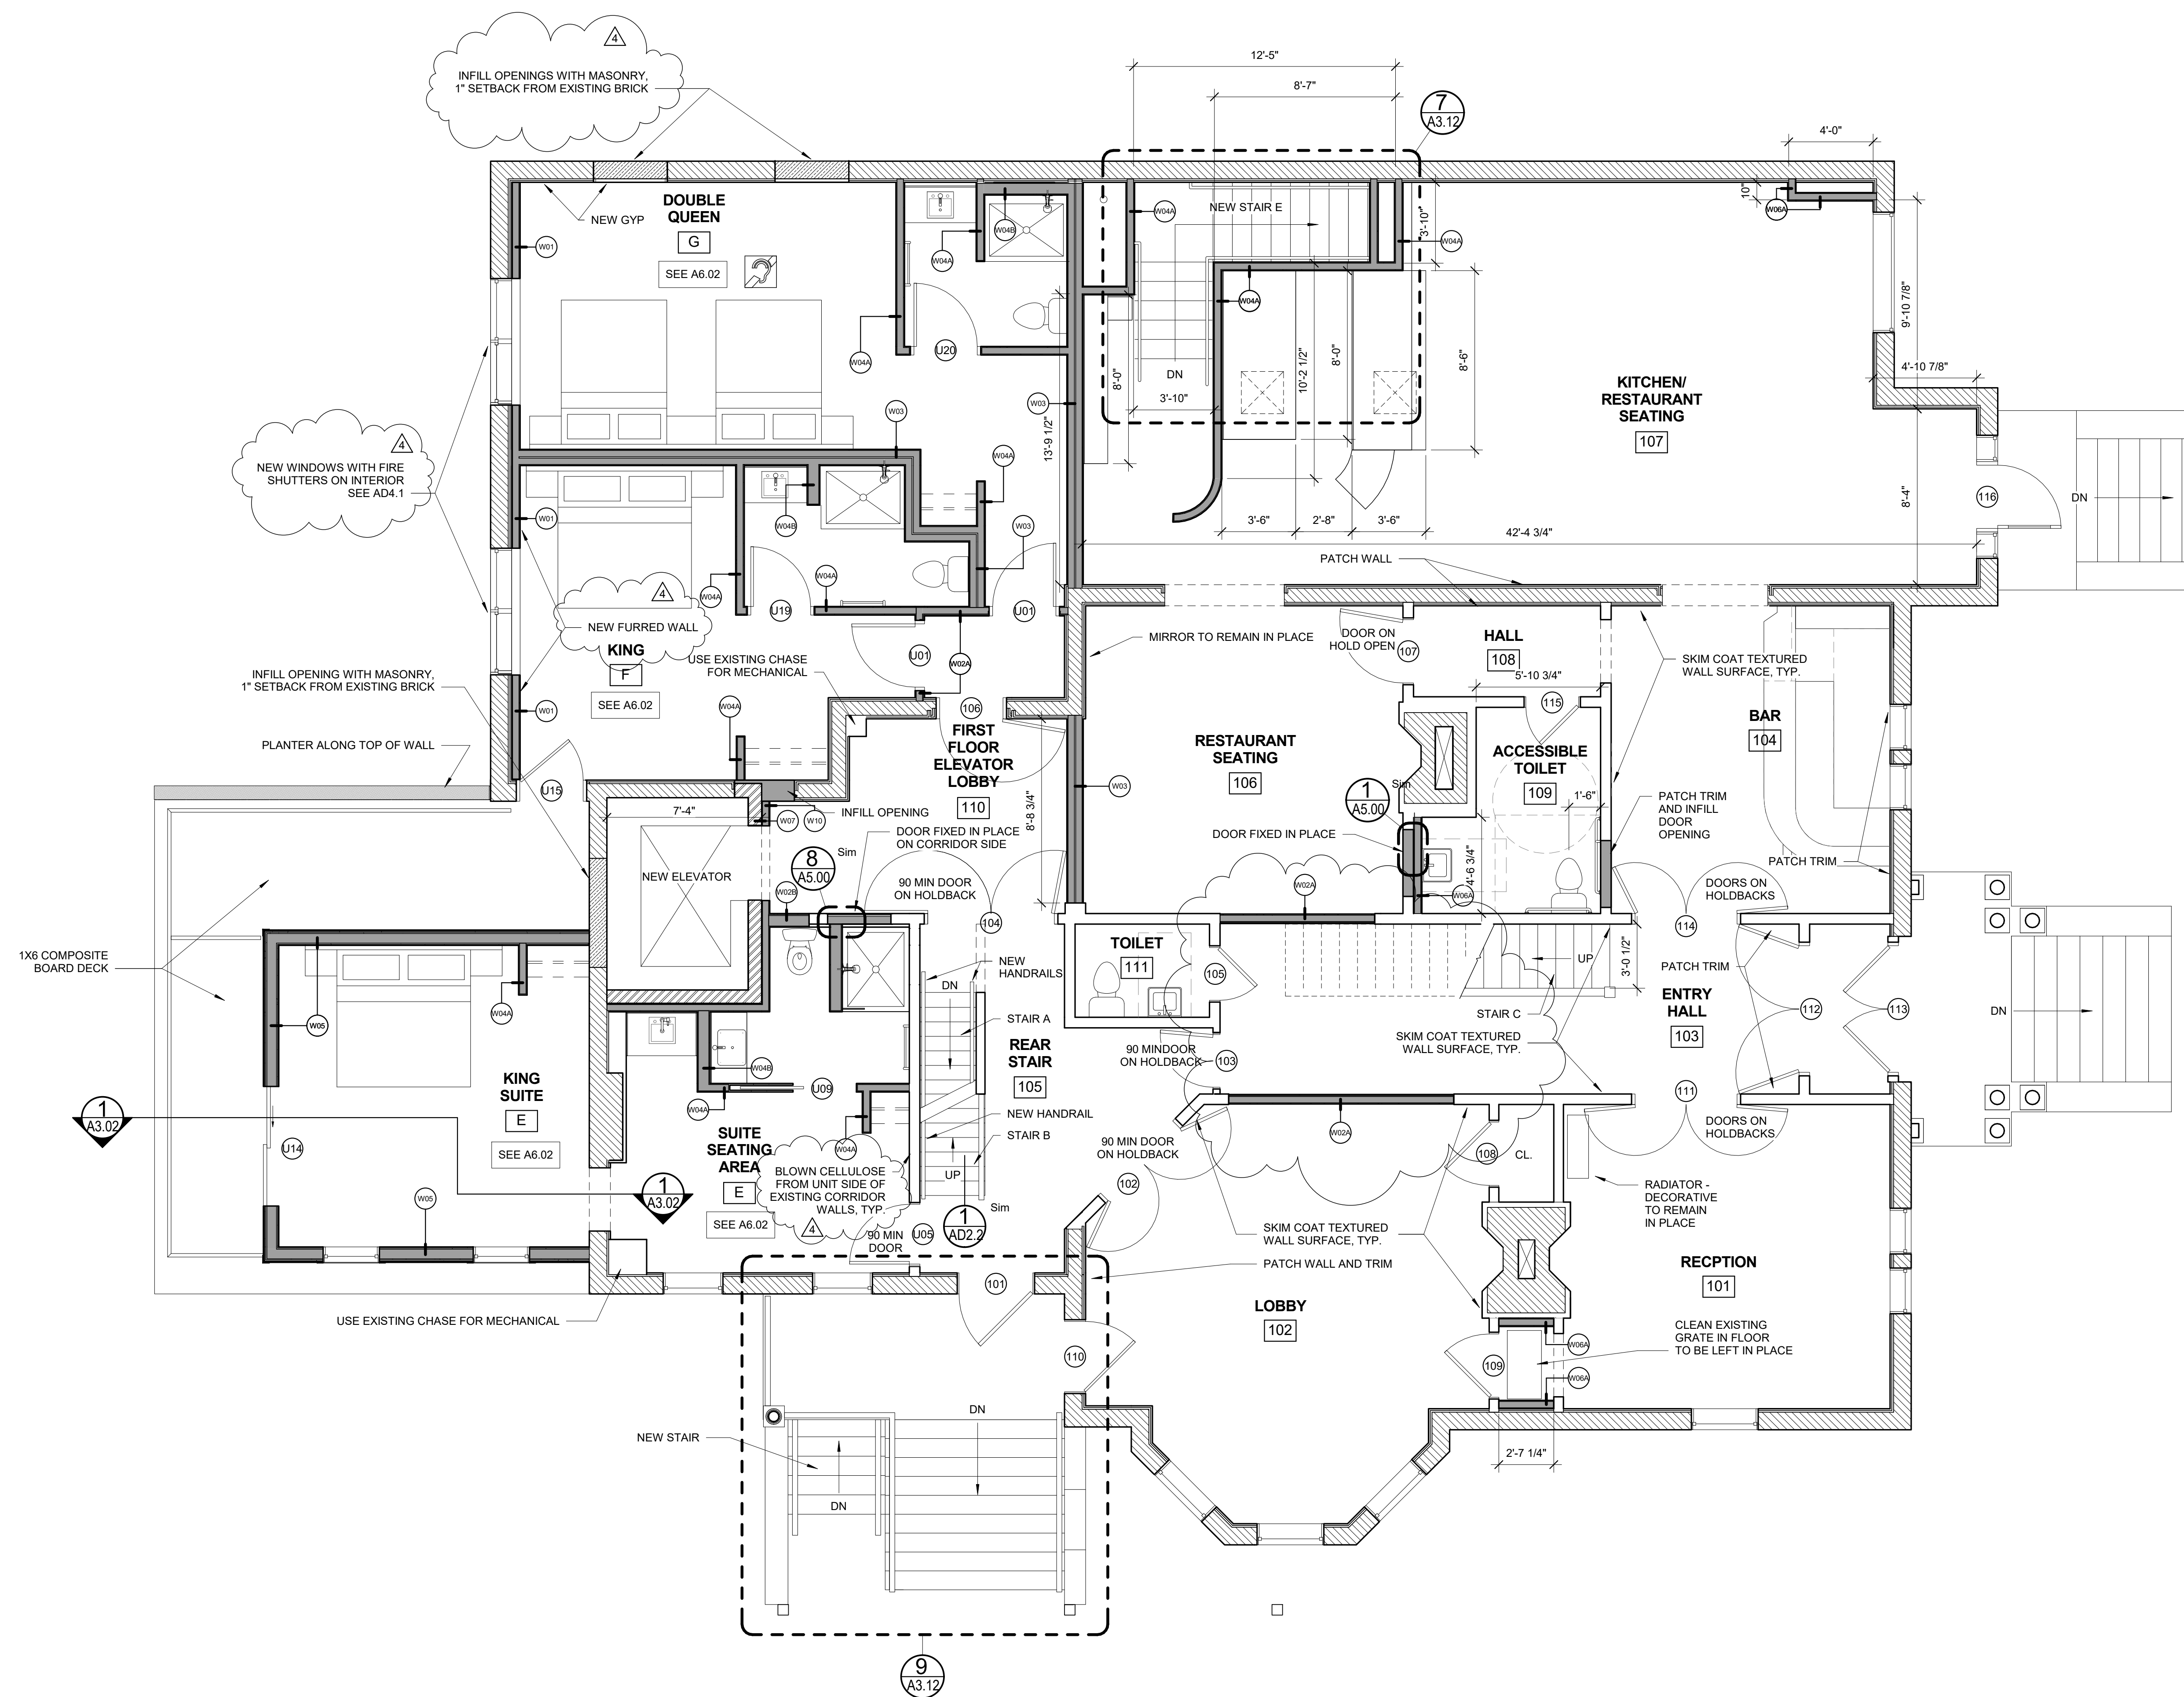 4
INFILL OPENINGS WITH MASONRY,
1" SETBACK FROM EXISTING BRICK
12'-5"
8'-7"
7
A3.12
4'-0"
DOUBLE
QUEEN
G
SEE A6.02
NEW GYP
W01
W04A
W04B
W04A
U20
W03
W03
W04A
NEW STAIR E
W04A
3'-10"
W04A
W04A
10"
W06A
9'-10 7/8"
4'-10 7/8"
DN
3'-10"
8'-0"
10'-2 1/2"
8'-0"
8'-6"
13'-9 1/2"
KITCHEN/
RESTAURANT
SEATING
107
8'-4"
116
DN
3'-6"
2'-8"
3'-6"
42'-4 3/4"
PATCH WALL
4
NEW WINDOWS WITH FIRE
SHUTTERS ON INTERIOR
SEE AD4.1
W01
W04B
W04A
W03
W04A
W04A
U19
U01
4
NEW FURRED WALL
KING
F
SEE A6.02
U01
W02A
USE EXISTING CHASE
FOR MECHANICAL
INFILL OPENING WITH MASONRY,
1" SETBACK FROM EXISTING BRICK
W01
W04A
PLANTER ALONG TOP OF WALL
U15
106
FIRST
FLOOR
ELEVATOR
LOBBY
110
8'-8 3/4"
W03
MIRROR TO REMAIN IN PLACE
DOOR ON
HOLD OPEN
107
HALL
108
5'-10 3/4"
115
SKIM COAT TEXTURED
WALL SURFACE, TYP.
BAR
104
RESTAURANT
SEATING
106
ACCESSIBLE
TOILET
109
1'-6"
1
A5.00
Sim
DOOR FIXED IN PLACE
4'-6 3/4"
W06A
W02A
PATCH TRIM
AND INFILL
DOOR
OPENING
PATCH TRIM
DOORS ON
HOLDBACKS
114
7'-4"
W07
W10
INFILL OPENING
DOOR FIXED IN PLACE
ON CORRIDOR SIDE
NEW ELEVATOR
8
A5.00
Sim
90 MIN DOOR
ON HOLDBACK
W02B
104
1X6 COMPOSITE
BOARD DECK
W05
W04A
KING
SUITE
E
SEE A6.02
U14
W05
1
A3.02
1
A3.02
W04B
W04A
U09
W04A
SUITE
SEATING
AREA
E
SEE A6.02
BLOWN CELLULOSE
FROM UNIT SIDE OF
EXISTING CORRIDOR
WALLS, TYP.
4
90 MIN
DOOR
U05
NEW
HANDRAILS
DN
STAIR A
REAR
STAIR
105
NEW HANDRAIL
STAIR B
UP
1
AD2.2
Sim
TOILET
111
105
90 MINDOOR
ON HOLDBACK
103
UP
3'-0 1/2"
STAIR C
SKIM COAT TEXTURED
WALL SURFACE, TYP.
PATCH TRIM
ENTRY
HALL
103
112
113
DN
111
DOORS ON
HOLDBACKS
W02A
90 MIN DOOR
ON HOLDBACK
102
108
CL.
RADIATOR -
DECORATIVE
TO REMAIN
IN PLACE
SKIM COAT TEXTURED
WALL SURFACE, TYP.
PATCH WALL AND TRIM
RECPTION
101
LOBBY
102
CLEAN EXISTING
GRATE IN FLOOR
TO BE LEFT IN PLACE
W06A
109
W06A
2'-7 1/4"
101
110
USE EXISTING CHASE FOR MECHANICAL
NEW STAIR
DN
DN
9
A3.12